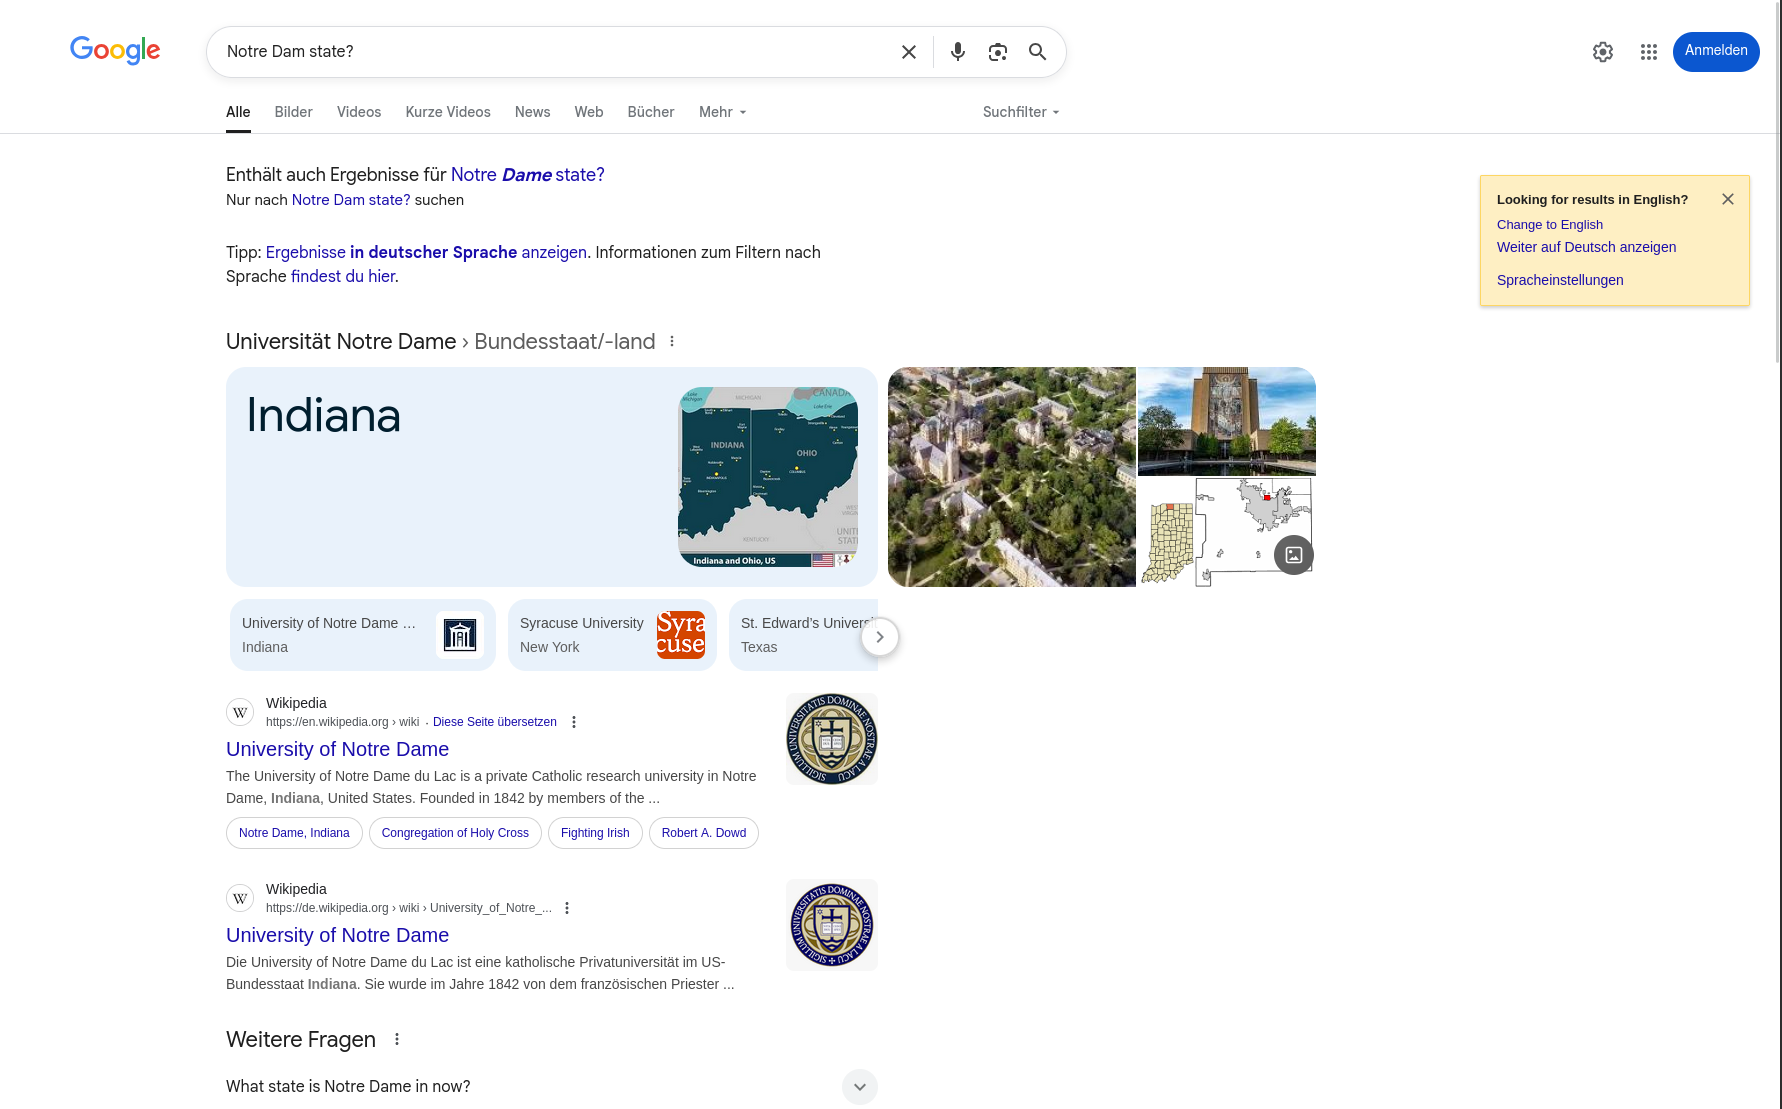 Google
Notre Dam state?
Anmelden
Alle
Bilder
Videos
Kurze Videos
News
Web
Bücher
Mehr
Suchfilter
Enthält auch Ergebnisse für Notre Dame state?
Nur nach Notre Dam state? suchen
Tipp: Ergebnisse in deutscher Sprache anzeigen. Informationen zum Filtern nach
Sprache findest du hier.
Looking for results in English?
Change to English
Weiter auf Deutsch anzeigen
Spracheinstellungen
Universität Notre Dame › Bundesstaat/-land
Indiana
Lake Michigan
MICHIGAN
CANADA
Lake Erie
INDIANA
OHIO
INDIANAPOLIS
COLUMBUS
KENTUCKY
Indiana and Ohio, US
University of Notre Dame …
Indiana
Syracuse University
New York
Syra
cuse
St. Edward's Universi
Texas
W
Wikipedia
https://en.wikipedia.org › wiki · Diese Seite übersetzen
University of Notre Dame
The University of Notre Dame du Lac is a private Catholic research university in Notre
Dame, Indiana, United States. Founded in 1842 by members of the ...
SIGILLUM UNIVERSITATIS DOMINAE NOSTRAE A LACU
Notre Dame, Indiana
Congregation of Holy Cross
Fighting Irish
Robert A. Dowd
W
Wikipedia
https://de.wikipedia.org › wiki › University_of_Notre_...
University of Notre Dame
Die University of Notre Dame du Lac ist eine katholische Privatuniversität im US-
Bundesstaat Indiana. Sie wurde im Jahre 1842 von dem französischen Priester ...
SIGILLUM UNIVERSITATIS DOMINAE NOSTRAE A LACU
Weitere Fragen
What state is Notre Dame in now?